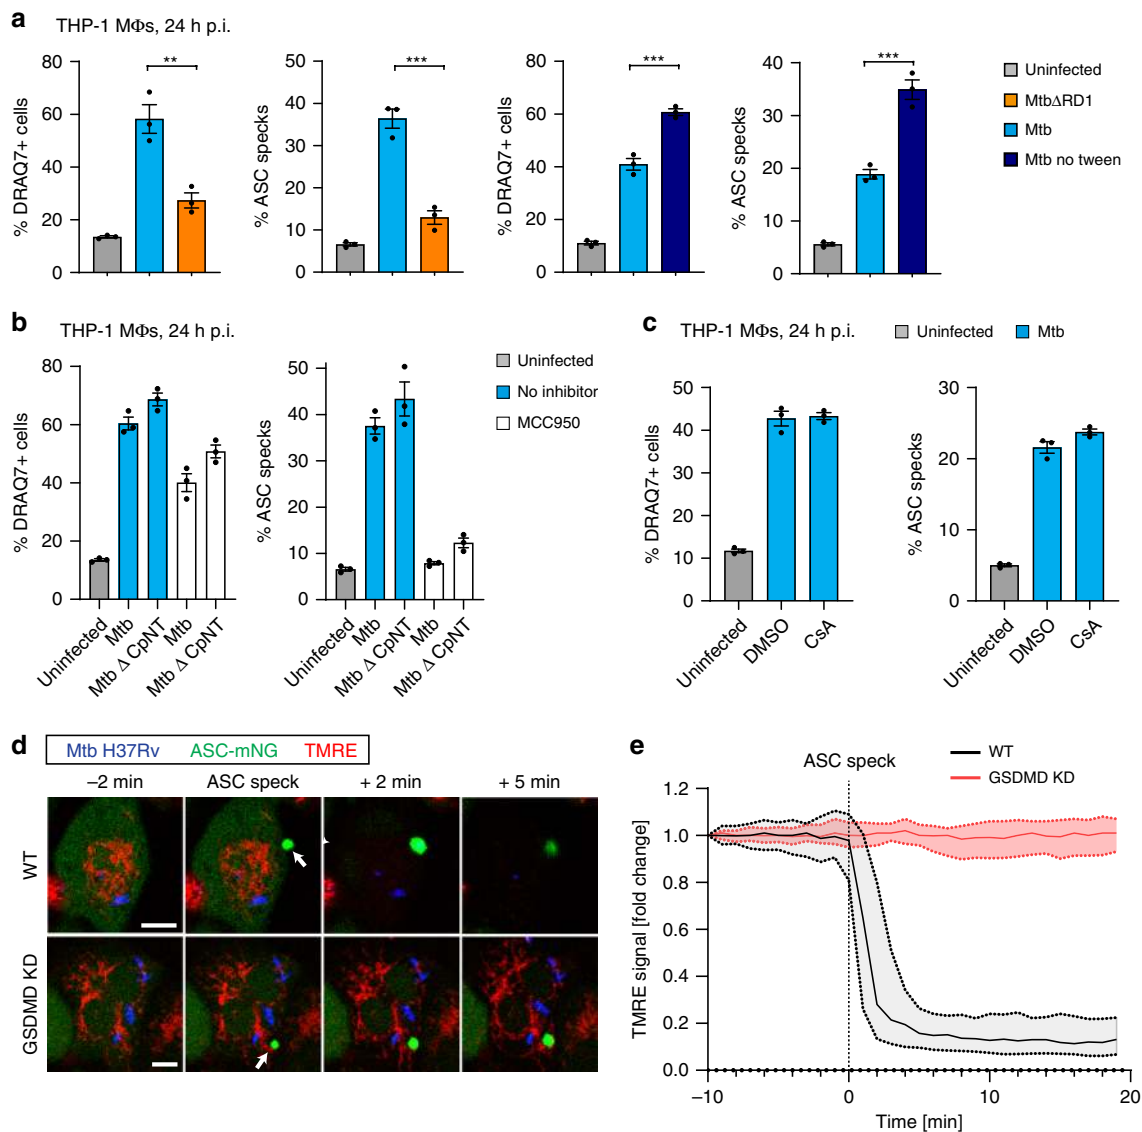 a
THP-1 MΦs, 24 h p.i.
% DRAQ7+ cells
80
60
40
20
0
**
% ASC specks
50
40
30
20
10
0
***
% DRAQ7+ cells
80
60
40
20
0
***
% ASC specks
40
30
20
10
0
***
Uninfected
MtbΔRD1
Mtb
Mtb no tween
b
THP-1 MΦs, 24 h p.i.
% DRAQ7+ cells
80
60
40
20
0
Uninfected
Mtb
Mtb Δ CpNT
Mtb
Mtb Δ CpNT
% ASC specks
50
40
30
20
10
0
Uninfected
Mtb
Mtb Δ CpNT
Mtb
Mtb Δ CpNT
Uninfected
No inhibitor
MCC950
c
THP-1 MΦs, 24 h p.i.
Uninfected
Mtb
% DRAQ7+ cells
50
40
30
20
10
0
Uninfected
DMSO
CsA
% ASC specks
30
20
10
0
Uninfected
DMSO
CsA
d
Mtb H37Rv ASC-mNG TMRE
–2 min ASC speck + 2 min + 5 min
WT
GSDMD KD
e
WT
GSDMD KD
ASC speck
TMRE signal [fold change]
1.2
1.0
0.8
0.6
0.4
0.2
0.0
–10 0 10 20
Time [min]